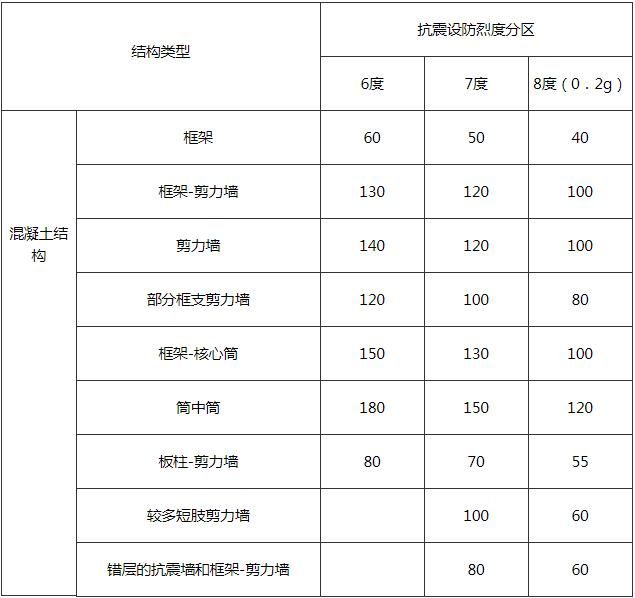 结构类型
抗震设防烈度分区
6度
7度
8度（0．2g）
混凝土结
构
框架
60
50
40
框架-剪力墙
130
120
100
剪力墙
140
120
100
部分框支剪力墙
120
100
80
框架-核心筒
150
130
100
筒中筒
180
150
120
板柱-剪力墙
80
70
55
较多短肢剪力墙
100
60
错层的抗震墙和框架-剪力墙
80
60